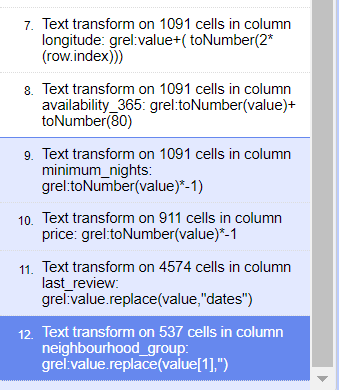 7. Text transform on 1091 cells in column
longitude: grel:value+( toNumber(2*
(row.index)))
8. Text transform on 1091 cells in column
availability_365: grel:toNumber(value)+
toNumber(80)
9. Text transform on 1091 cells in column
minimum_nights:
grel:toNumber(value)*-1)
10. Text transform on 911 cells in column
price: grel:toNumber(value)*-1
11. Text transform on 4574 cells in column
last_review:
grel:value.replace(value,"dates")
12. Text transform on 537 cells in column
neighbourhood_group:
grel:value.replace(value[1],'')